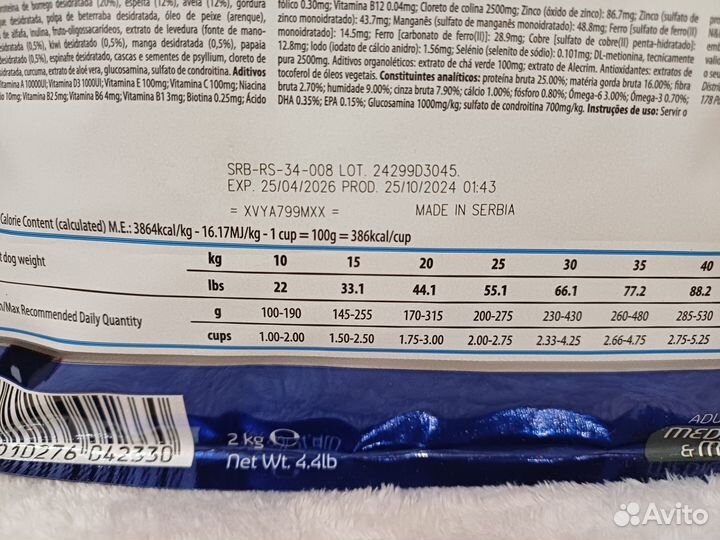 proteína de borrego desidratada (20%), espelta (12%), aveia (12%), gordura
desidratada, polpa de beterraba desidratada, óleo de peixe (arenque),
de alfafa, inulina, fruto-oligossacarídeos, extrato de levedura (fonte de mano-
desidratada (0,5%), kiwi desidratado (0,5%), manga desidratada (0,5%), papaia
(0,5%), espinafre desidratado, cascas e sementes de psyllium, cloreto de
cidratada, curcuma, extrato de aloé vera, glucosamina, sulfato de condroitina. Aditivos
Vitamina A 10000UI; Vitamina D3 1000UI; Vitamina E 100mg; Vitamina C 100mg; Niacina
10mg; Vitamina B2 5mg; Vitamina B6 4mg; Vitamina B1 3mg; Biotina 0.25mg; Ácido
fólico 0.30mg; Vitamina B12 0.04mg; Cloreto de colina 2500mg; Zinco (óxido de zinco): 86.7mg; Zinco (sulfato de
zinco monoidratado): 43.7mg; Manganês (sulfato de manganês monoidratado): 48.8mg; Ferro [sulfato de ferro(II)
monoidratado]: 14.5mg; Ferro [carbonato de ferro(II)]: 28.9mg; Cobre [sulfato de cobre(II) penta-hidratado]:
12.8mg; Iodo (iodato de cálcio anidro): 1.56mg; Selénio (selenito de sódio): 0.101mg; DL-metionina, tecnicamente
pura 2500mg. Aditivos organoléticos: extrato de chá verde 100mg; extrato de Alecrim. Antioxidantes: extratos de
tocoferol de óleos vegetais. Constituintes analíticos: proteína bruta 25.00%; matéria gorda bruta 16.00%; fibra
bruta 2.70%; humidade 9.00%; cinza bruta 7.90%; cálcio 1.00%; fósforo 0.80%; Ómega-6 3.00%; Ómega-3 0.70%;
DHA 0.35%; EPA 0.15%; Glucosamina 1000mg/kg; sulfato de condroitina 700mg/kg. Instruções de uso: Servir o
178
SRB-RS-34-008 LOT. 24299D3045.
EXP. 25/04/2026 PROD. 25/10/2024 01:43
= XVYA799MXX = MADE IN SERBIA
Calorie Content (calculated) M.E.: 3864kcal/kg - 16.17MJ/kg - 1 cup = 100g = 386kcal/cup
dog weight kg 10 15 20 25 30 35 40
lbs 22 33.1 44.1 55.1 66.1 77.2 88.2
/Max Recommended Daily Quantity g 100-190 145-255 170-315 200-275 230-430 260-480 285-530
cups 1.00-2.00 1.50-2.50 1.75-3.00 2.00-2.75 2.33-4.25 2.66-4.75 2.75-5.25
2 kg e
Net Wt. 4.4lb
010276 042330
ADU
MED
& M
Avito